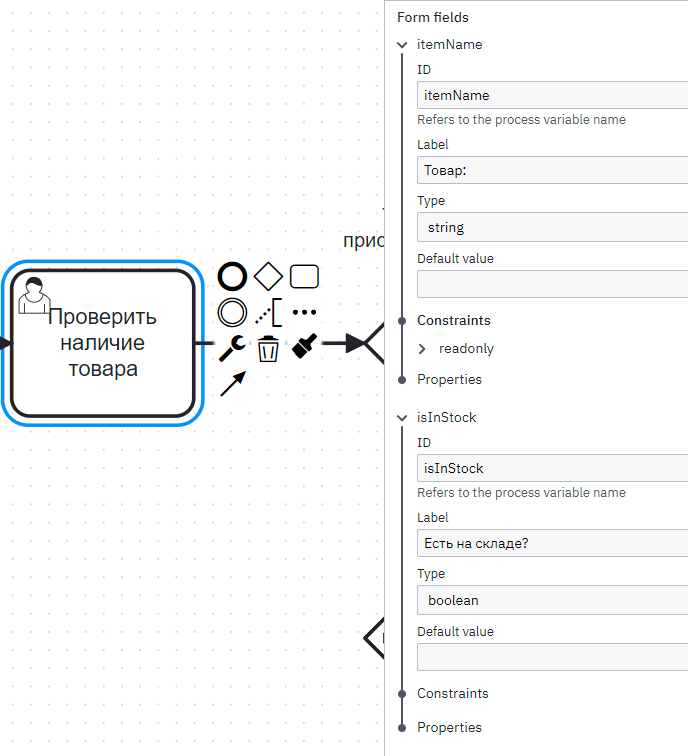 Form fields
itemName
ID
itemName
Refers to the process variable name
Label
Товар:
Type
string
Default value
Constraints
readonly
Properties
isInStock
ID
isInStock
Refers to the process variable name
Label
Есть на складе?
Type
boolean
Default value
Constraints
Properties
Проверить
наличие
товара